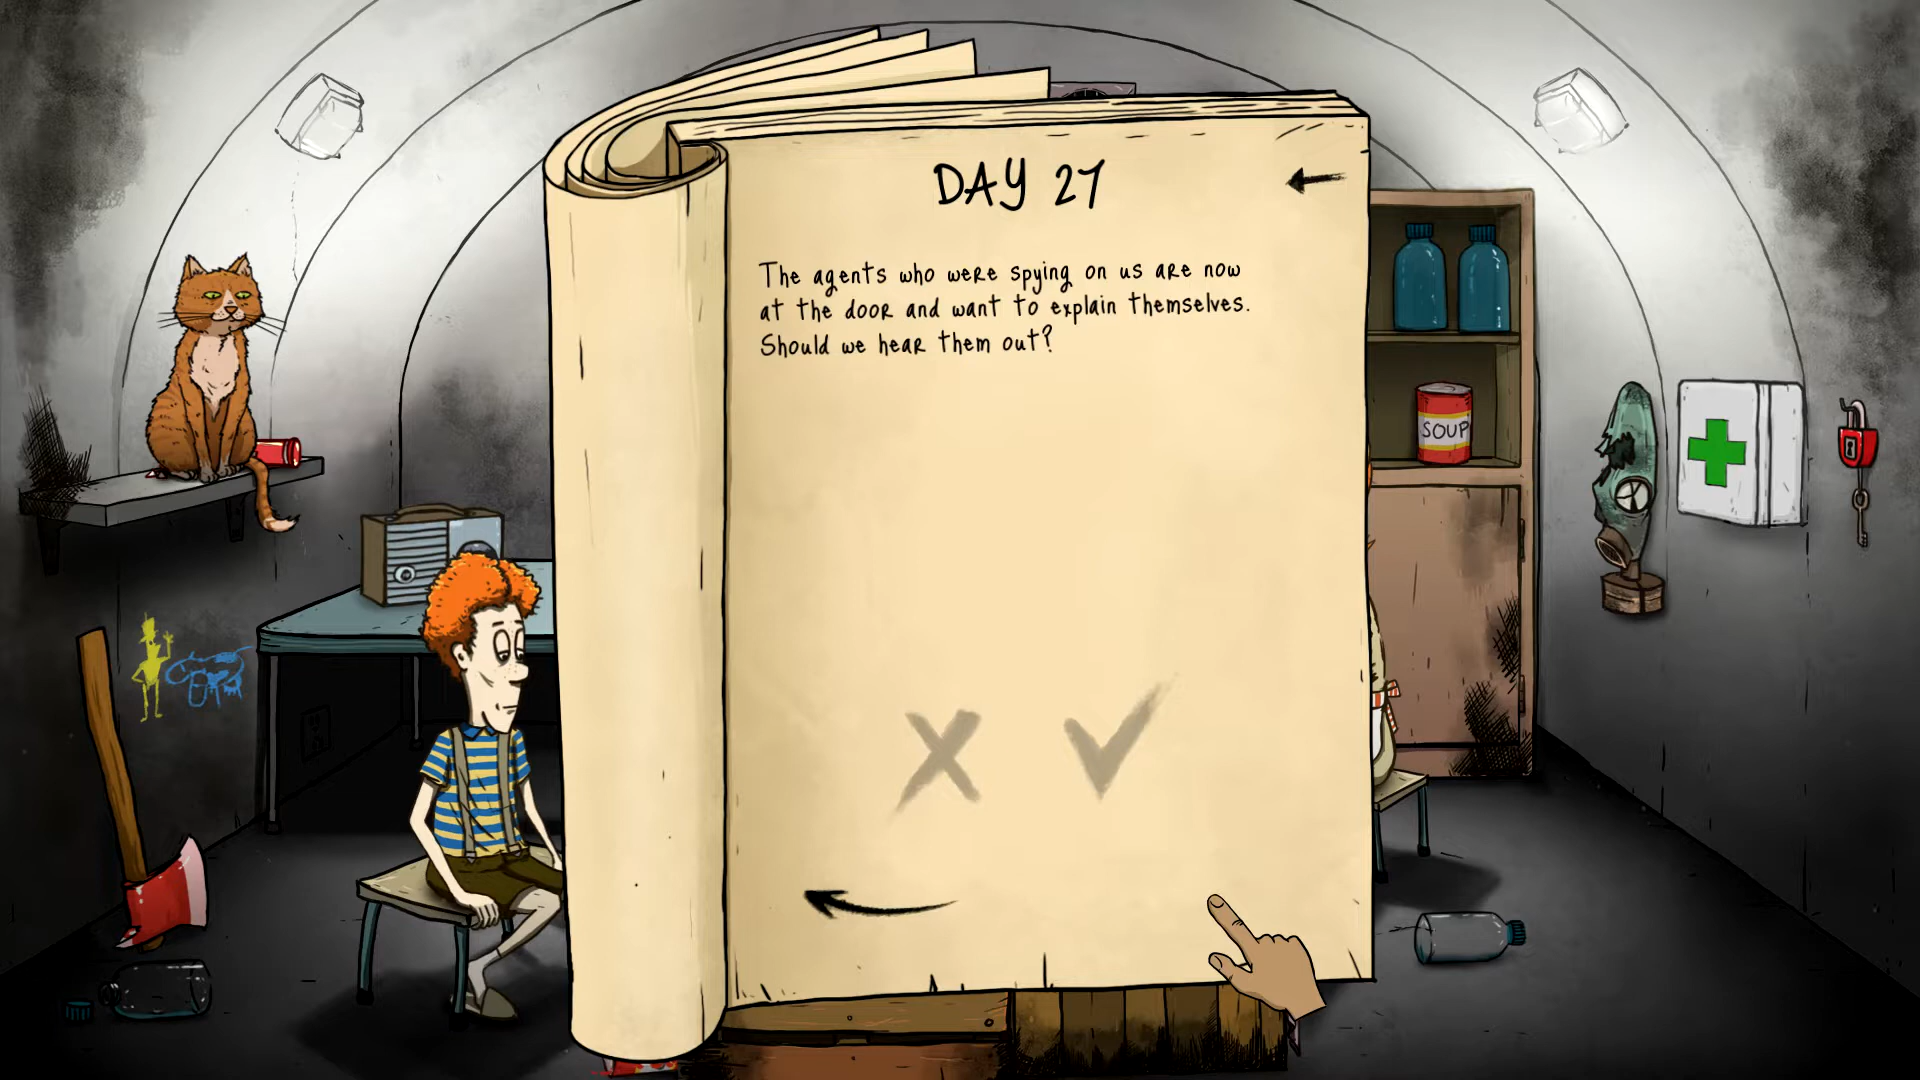 DAY 27
The agents who were spying on us are now
at the door and want to explain themselves.
Should we hear them out?
SOUP